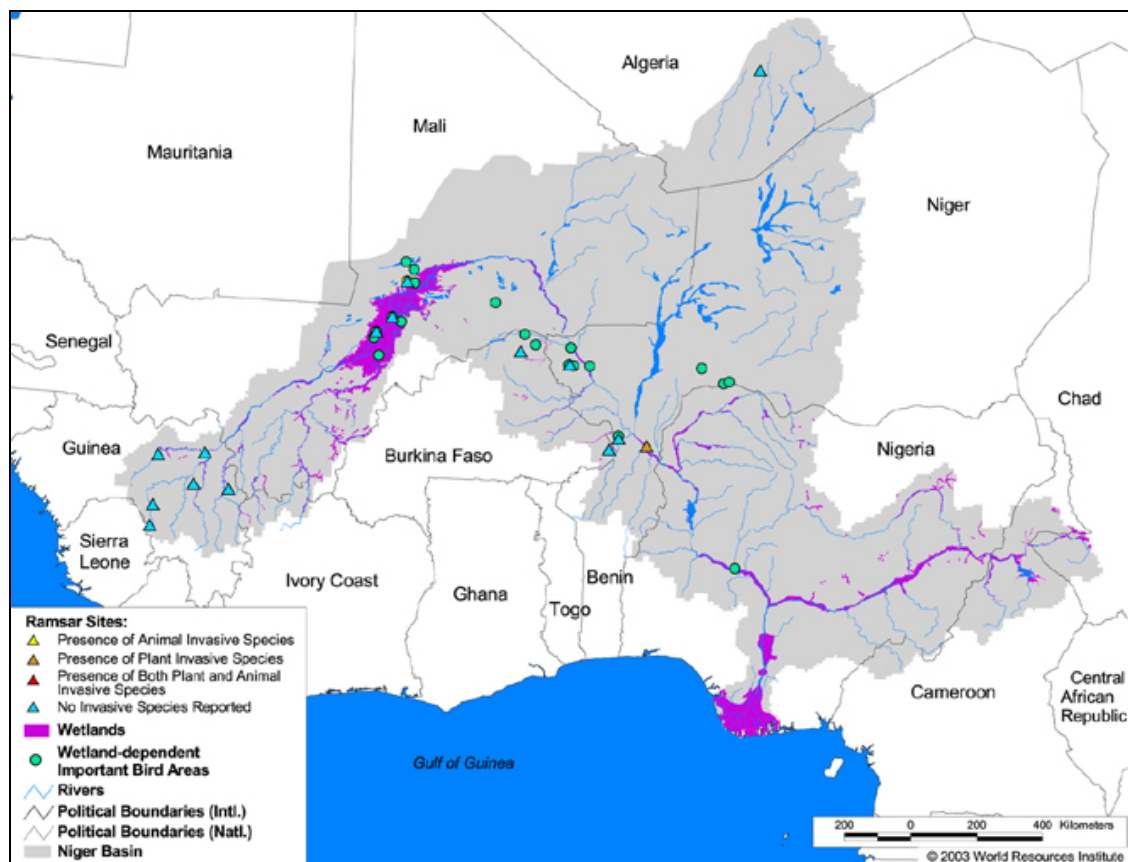 Algeria
Mali
Mauritania
Niger
Senegal
Chad
Guinea
Nigeria
Burkina Faso
Sierra
Leone
Ivory Coast
Ghana
Togo
Benin
Cameroon
Central
African
Republic
Gulf of Guinea
Ramsar Sites:
Presence of Animal Invasive Species
Presence of Plant Invasive Species
Presence of Both Plant and Animal
Invasive Species
No Invasive Species Reported
Wetlands
Wetland-dependent
Important Bird Areas
Rivers
Political Boundaries (Intl.)
Political Boundaries (Natl.)
Niger Basin
200 0 200 400 Kilometers
© 2003 World Resources Institute